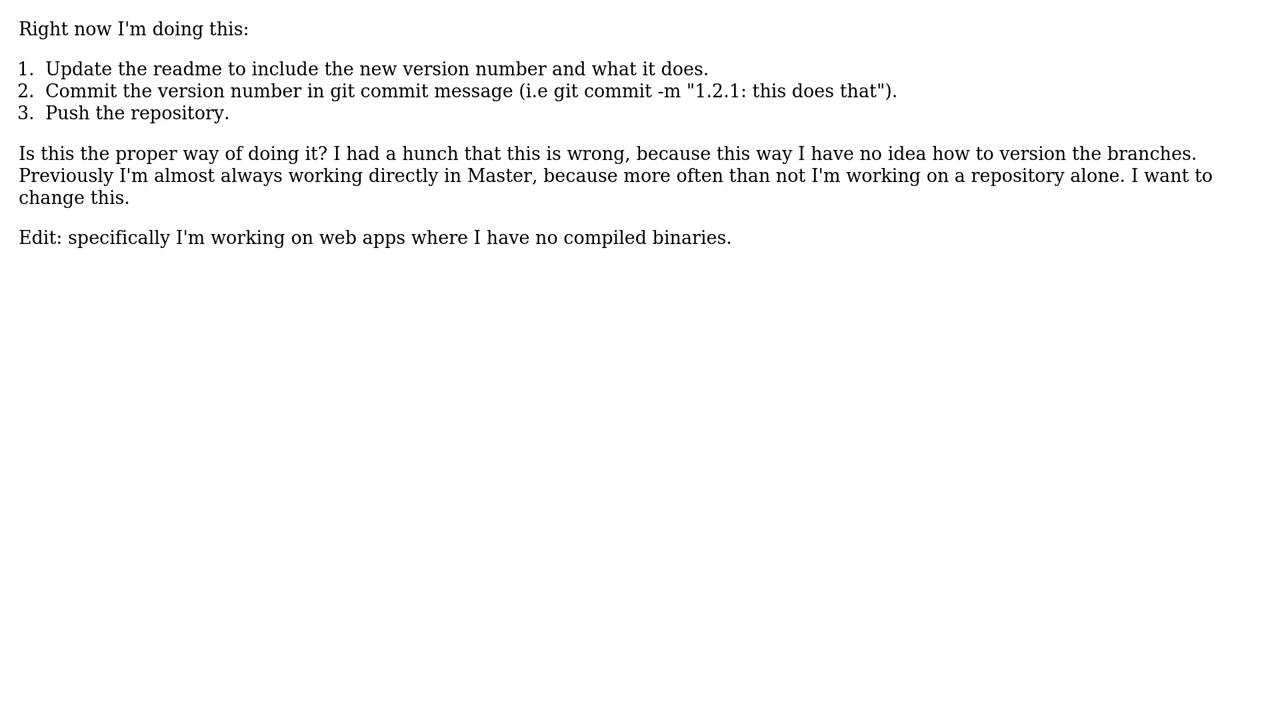 Right now I'm doing this:
1. Update the readme to include the new version number and what it does.
2. Commit the version number in git commit message (i.e git commit -m "1.2.1: this does that").
3. Push the repository.
Is this the proper way of doing it? I had a hunch that this is wrong, because this way I have no idea how to version the branches.
Previously I'm almost always working directly in Master, because more often than not I'm working on a repository alone. I want to
change this.
Edit: specifically I'm working on web apps where I have no compiled binaries.